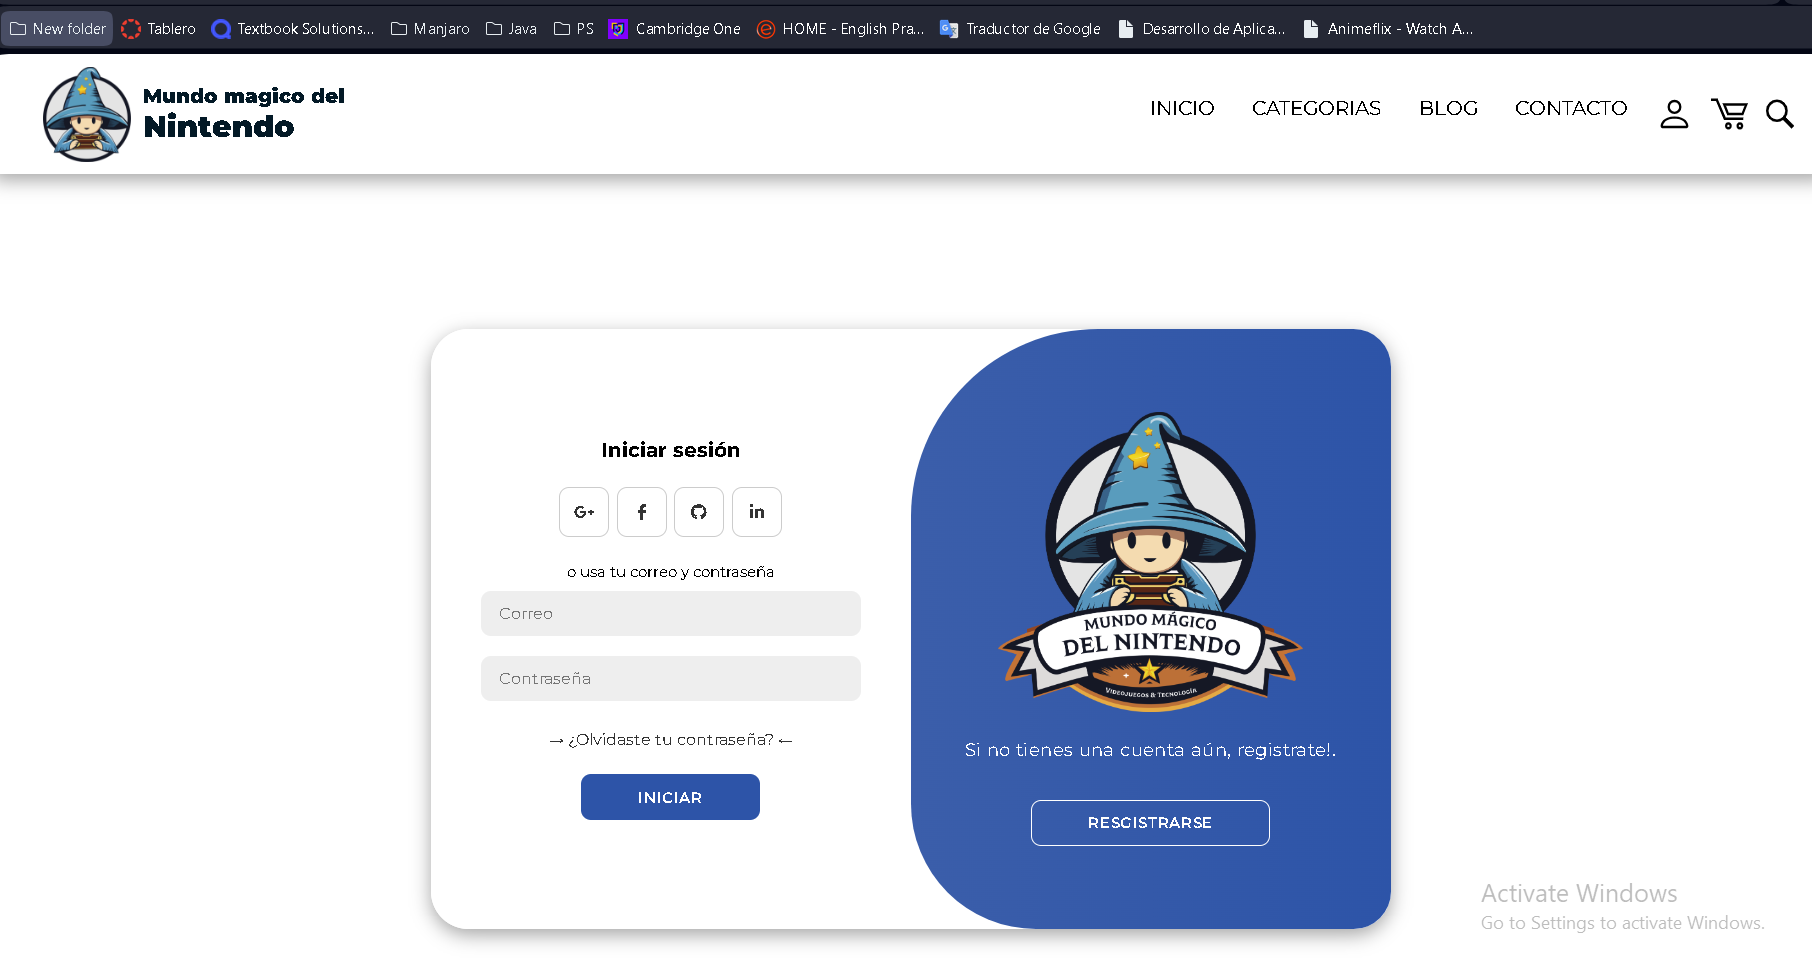 New folder Tablero Textbook Solutions... Manjaro Java PS Cambridge One HOME - English Pra... Traductor de Google Desarrollo de Aplica... Animeflix - Watch A...
Mundo magico del
Nintendo
INICIO CATEGORIAS BLOG CONTACTO
Iniciar sesión
G+ f in
o usa tu correo y contraseña
Correo
Contraseña
→ ¿Olvidaste tu contraseña? ←
INICIAR
MUNDO MÁGICO
DEL NINTENDO
VIDEOJUEGOS & TECNOLOGÍA
Si no tienes una cuenta aún, registrate!.
RESGISTRARSE
Activate Windows
Go to Settings to activate Windows.